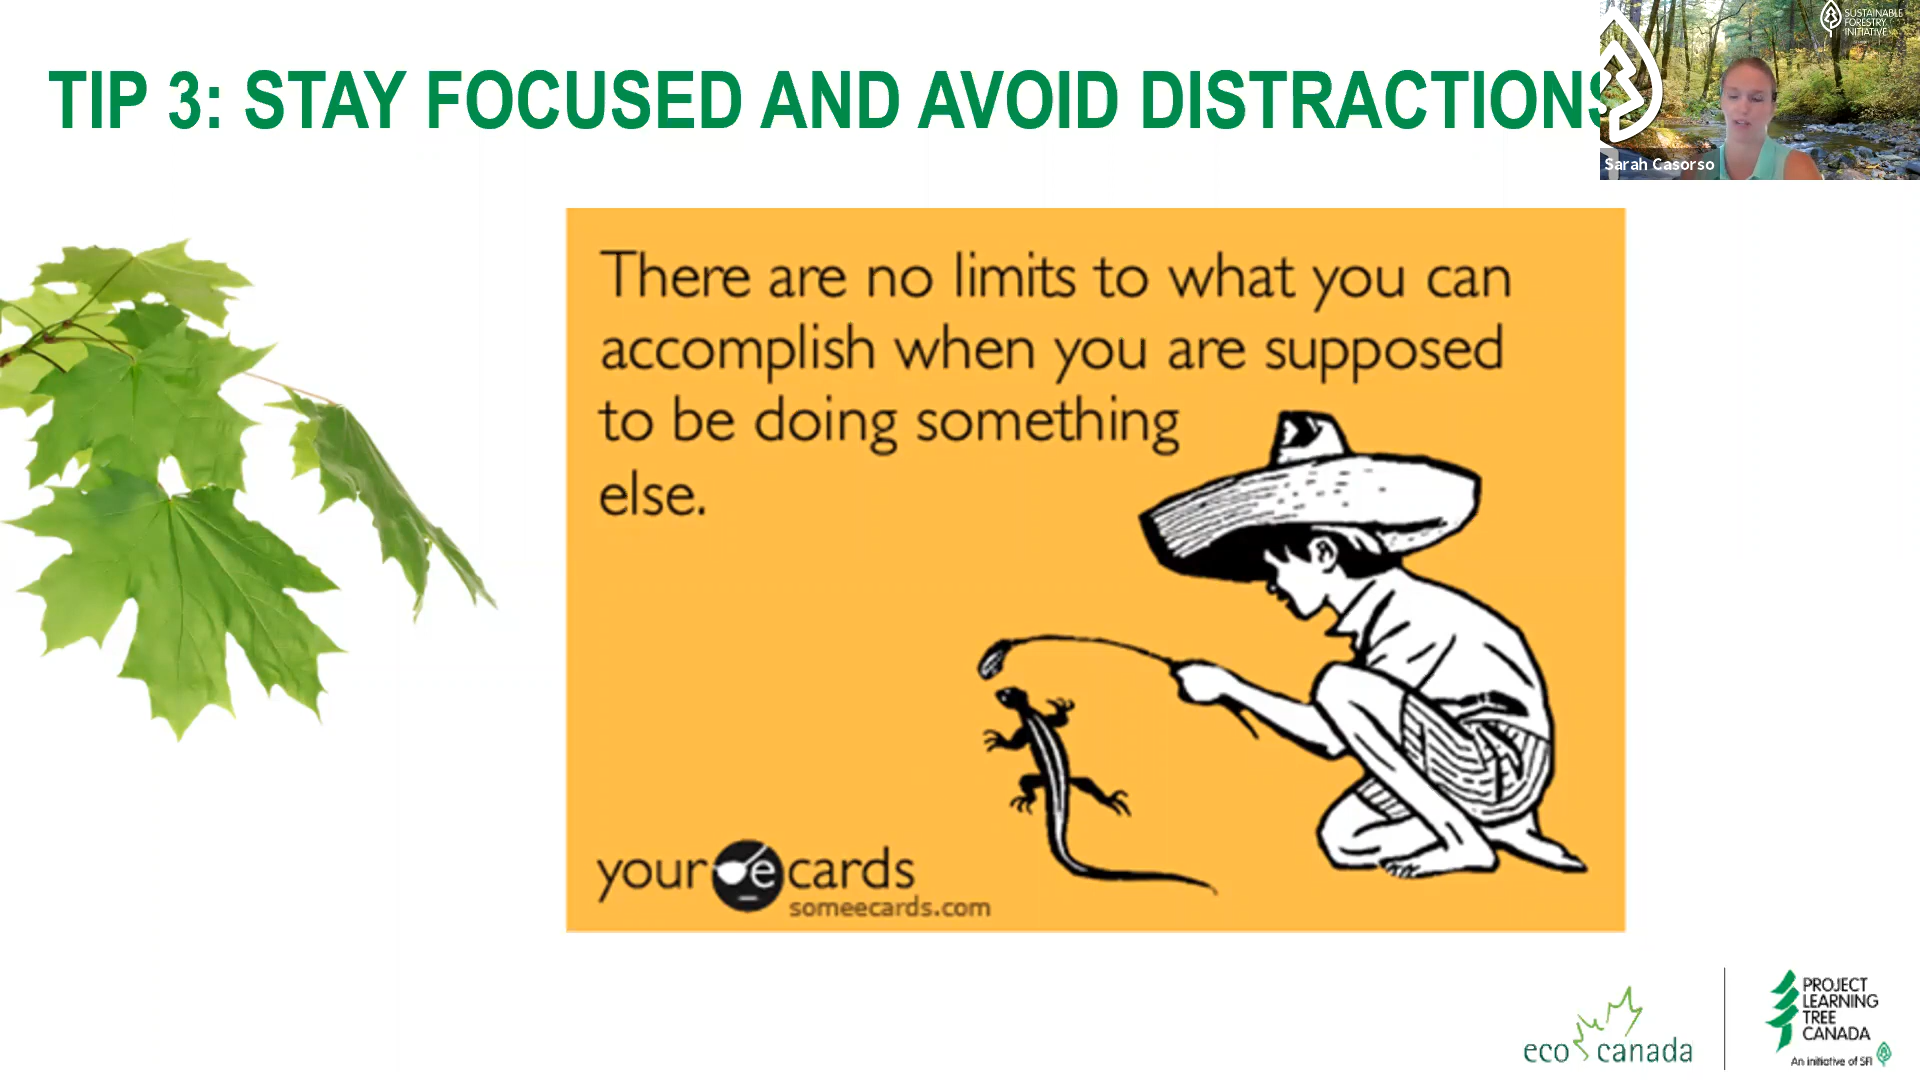 TIP 3: STAY FOCUSED AND AVOID DISTRACTIONS
SUSTAINABLE
FORESTRY
INITIATIVE
Sarah Casorso
There are no limits to what you can
accomplish when you are supposed
to be doing something
else.
your e cards
someecards.com
eco canada
PROJECT
LEARNING
TREE
CANADA
An initiative of SFI